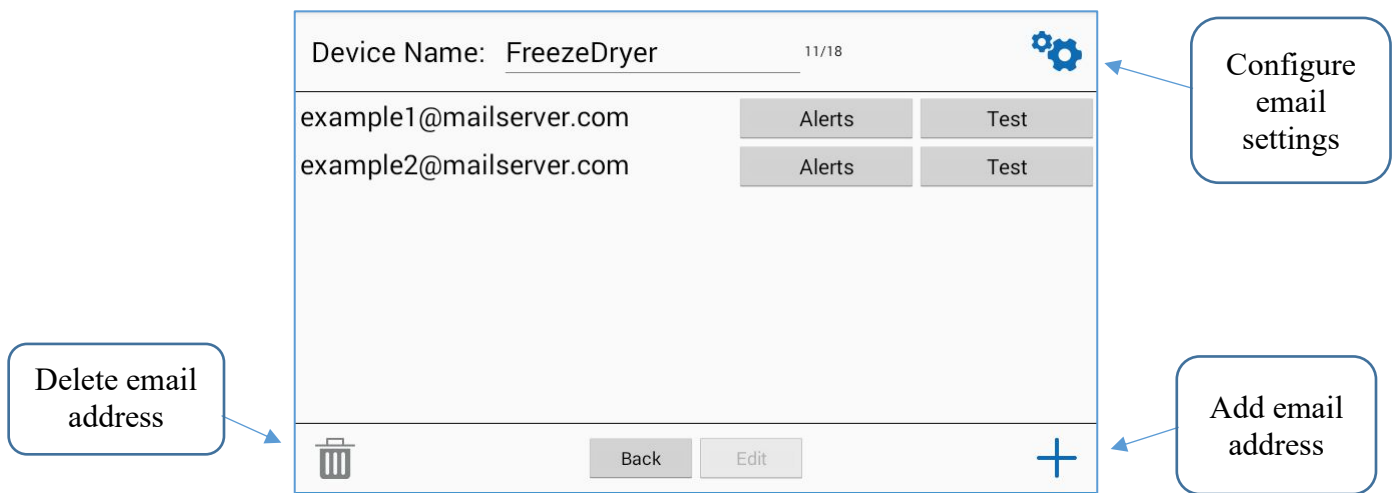 Device Name: FreezeDryer 11/18
Configure
email
settings
example1@mailserver.com Alerts Test
example2@mailserver.com Alerts Test
Delete email
address
Add email
address
Back Edit